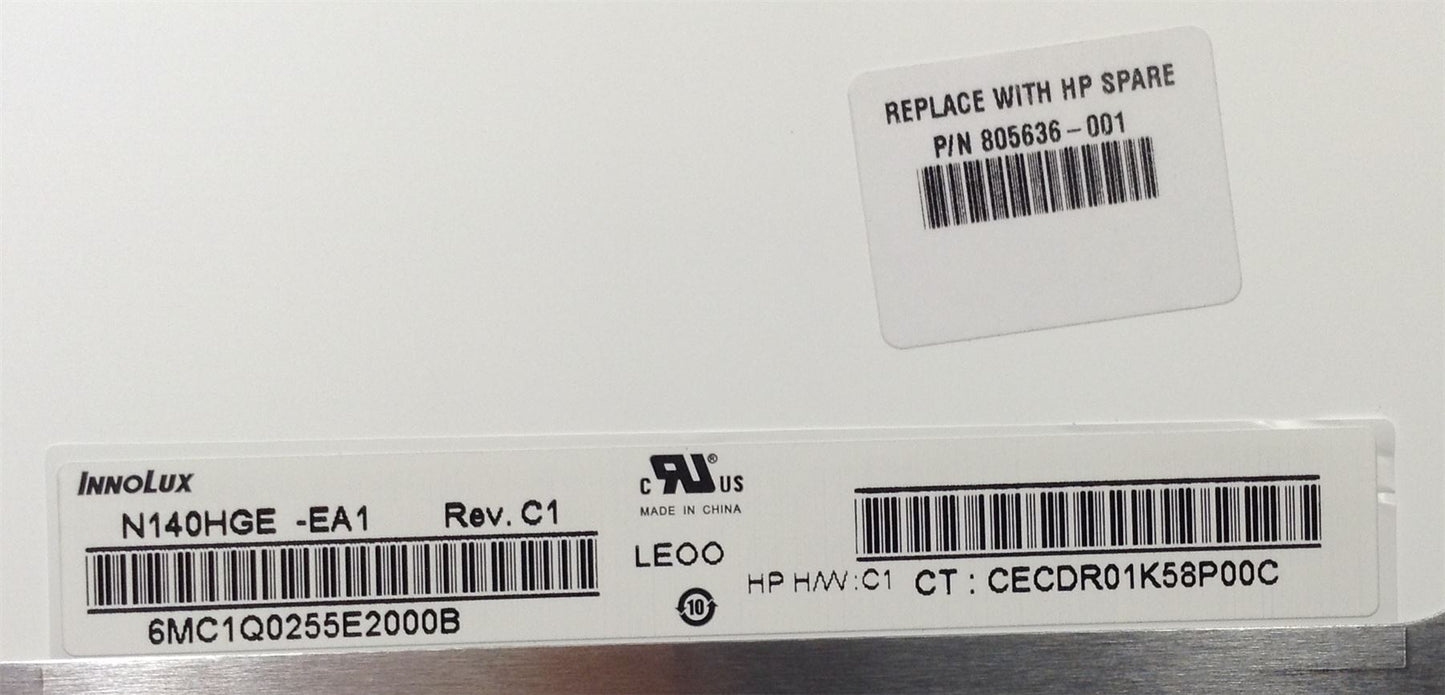 REPLACE WITH HP SPARE
P/N 805636-001
INNOLUX
N140HGE -EA1 Rev. C1
6MC1Q0255E2000B
C RU® US
MADE IN CHINA
LEOO
10
HP H/W:C1 CT : CECDR01K58P00C